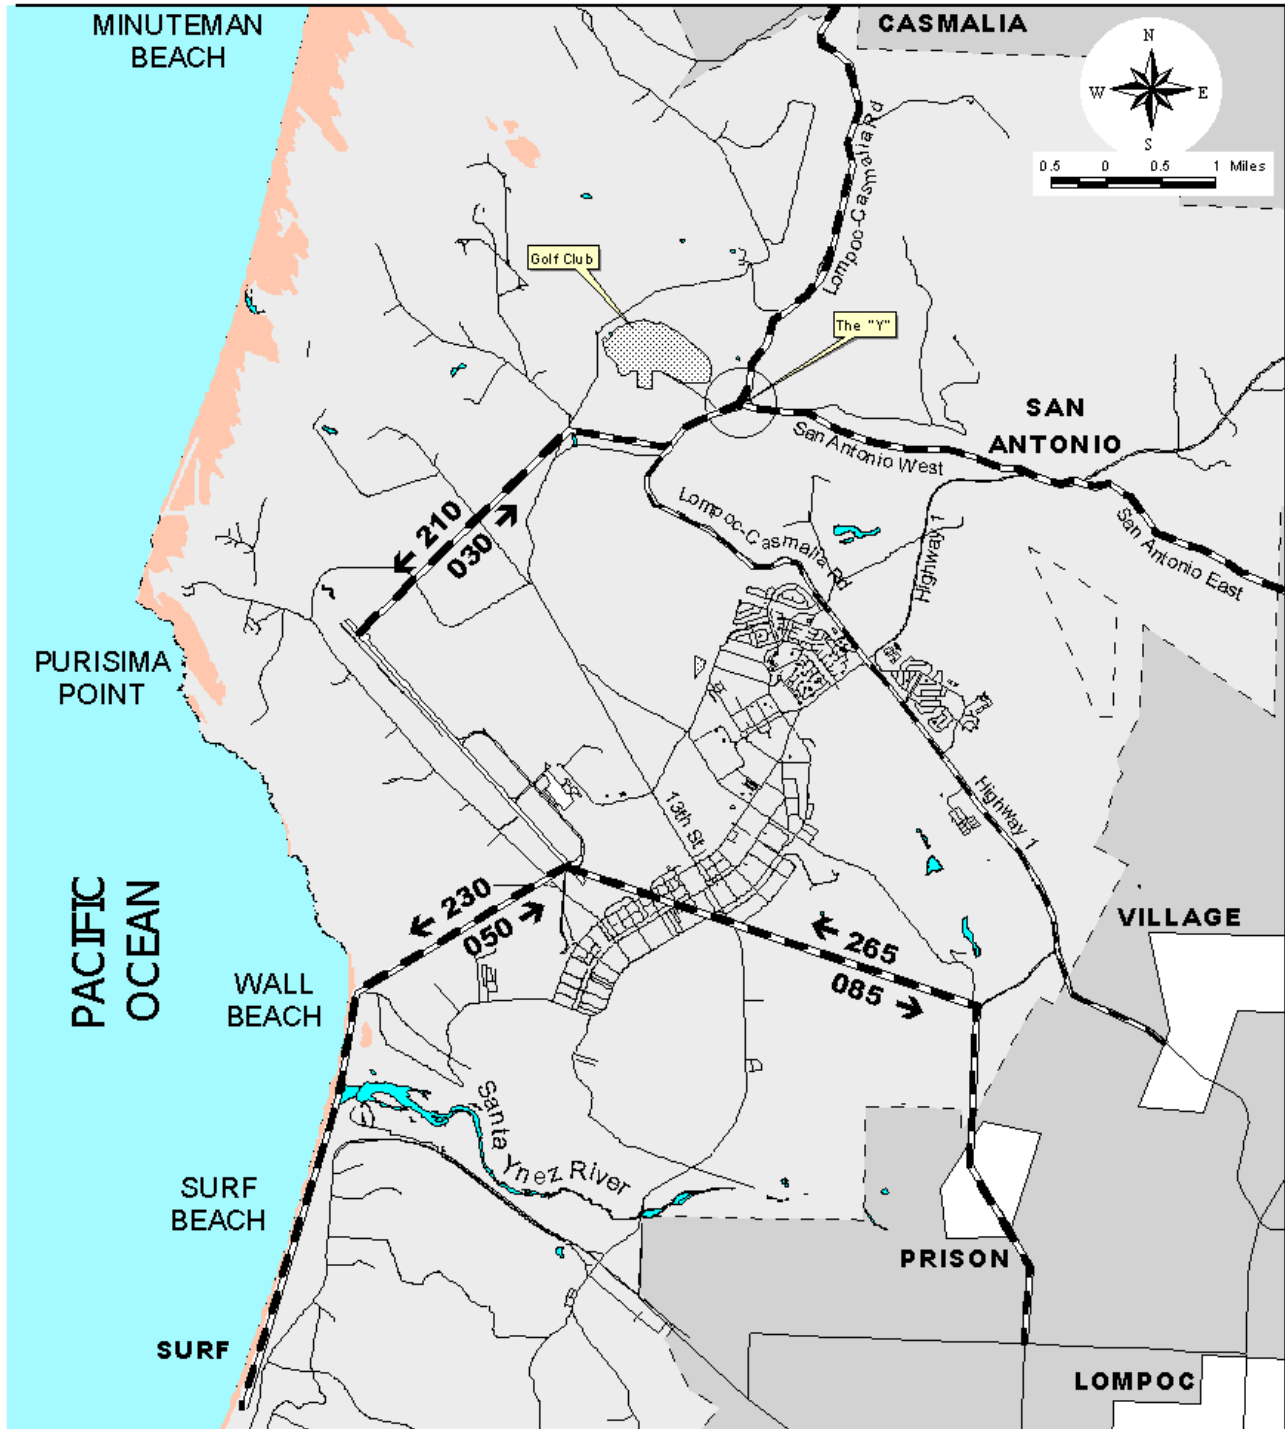 MINUTEMAN
BEACH
CASMALIA
N
W
E
S
0.5 0 0.5 1 Miles
Lompoc-Casmalia Rd
Golf Club
The "Y"
SAN
ANTONIO
San Antonio West
Lompoc-Casmalia Rd
Highway 1
San Antonio East
210
030
PURISIMA
POINT
13th St
Highway 1
PACIFIC
OCEAN
230
050
265
085
VILLAGE
WALL
BEACH
Santa Ynez River
SURF
BEACH
PRISON
SURF
LOMPOC